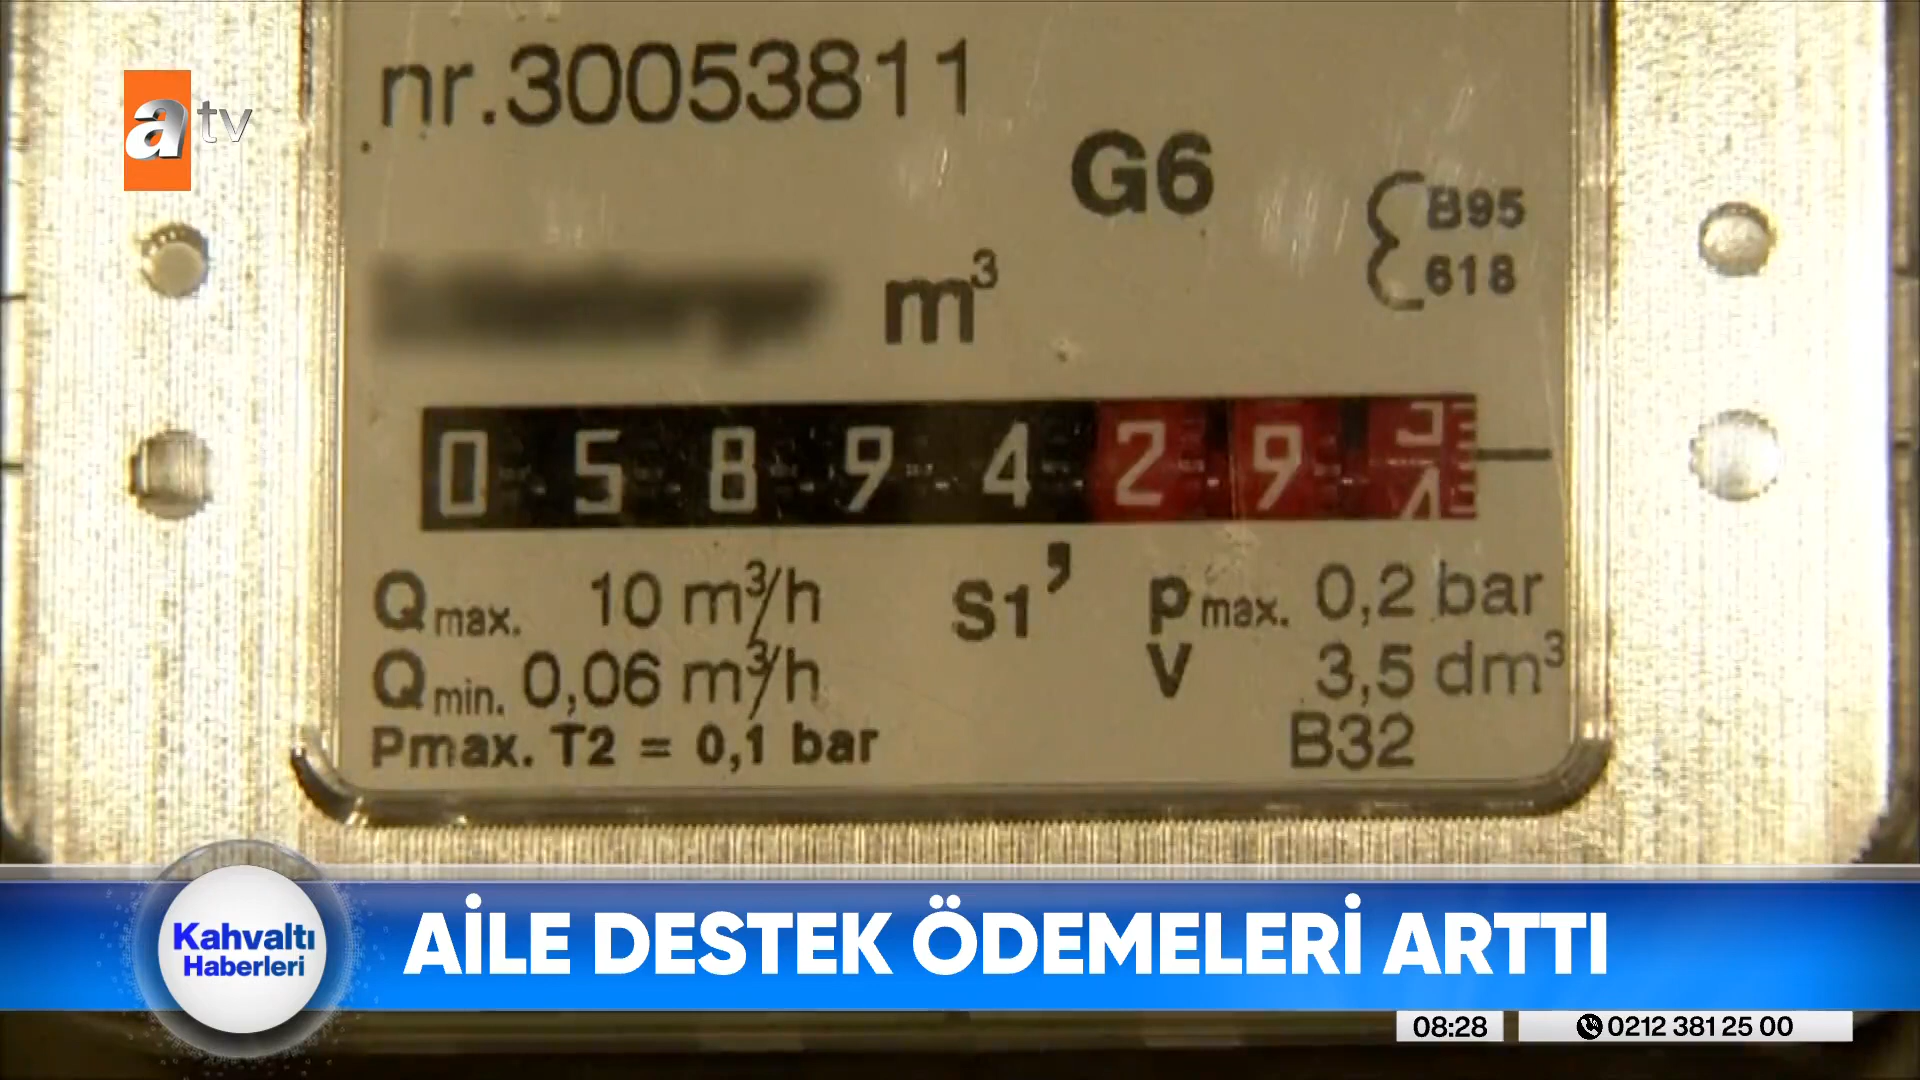 nr.30053811
a tv
G6
B95
618
m³
0 5 8 9 4 2 9
Qmax. 10 m³/h
S1’
pmax. 0,2 bar
Qmin. 0,06 m³/h
V 3,5 dm³
Pmax. T2 = 0,1 bar
B32
Kahvaltı
Haberleri
AİLE DESTEK ÖDEMELERİ ARTTI
08:28
0212 381 25 00